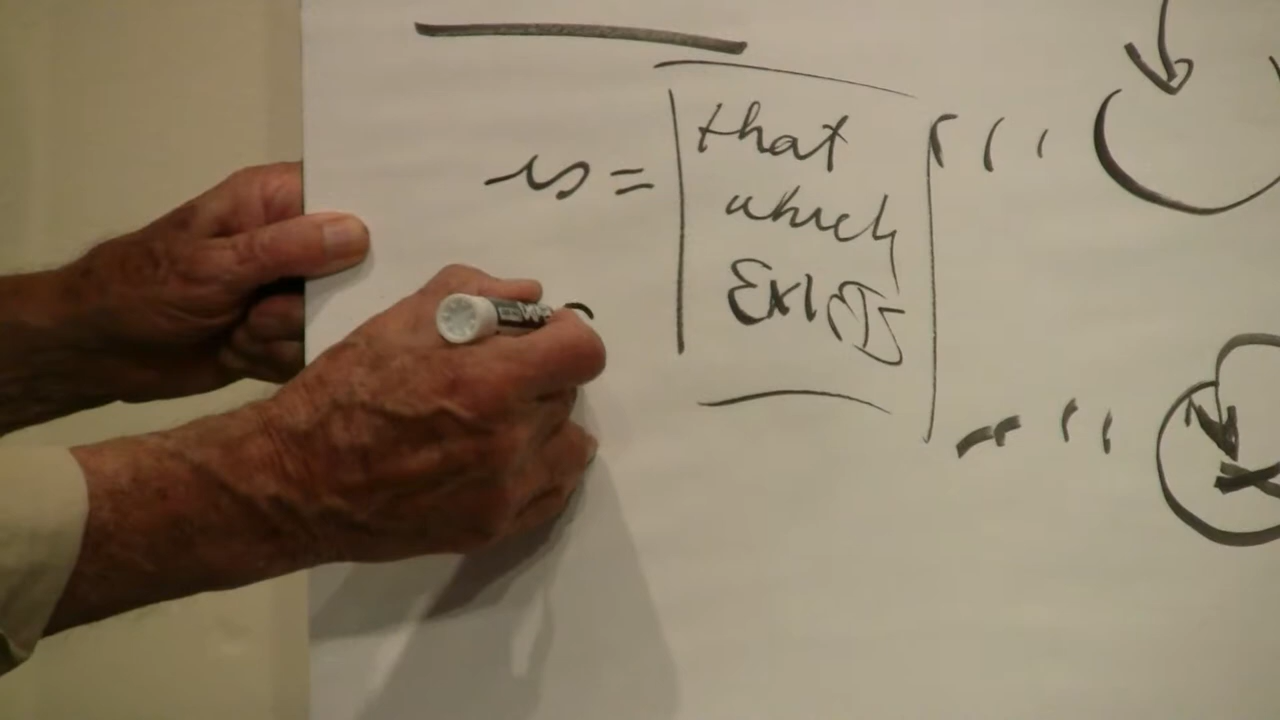 is = that
which
EXISTS